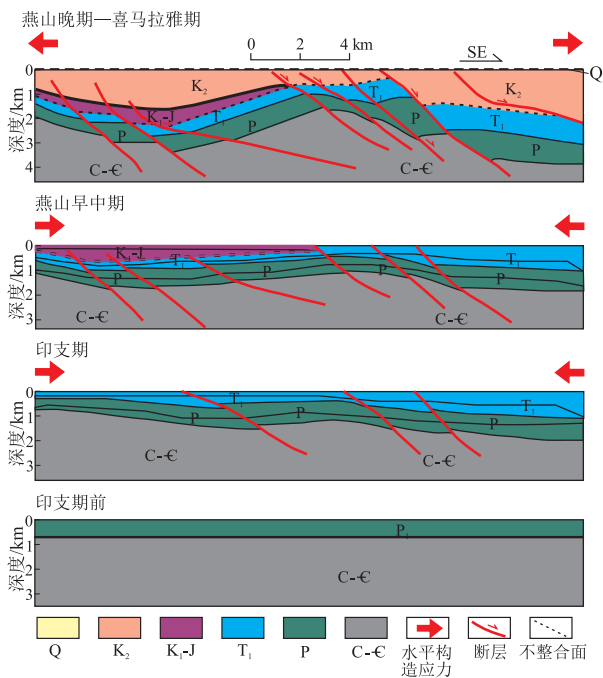 燕山晚期—喜马拉雅期
0 2 4 km
SE
Q
0
1
2
3
4
深度/km
K₂
K₂
K₁-J
T₁
T₁
T₁
P
P
P
P
C-Є
C-Є
燕山早中期
0
1
2
3
深度/km
K₁-J
T₁
T₁
P
P
P
C-Є
C-Є
印支期
0
1
2
3
深度/km
T₁
T₁
P
P
P
C-Є
C-Є
印支期前
0
1
2
3
深度/km
P₁
C-Є
Q K₂ K₁-J T₁ P C-Є 水平构造应力 断层 不整合面